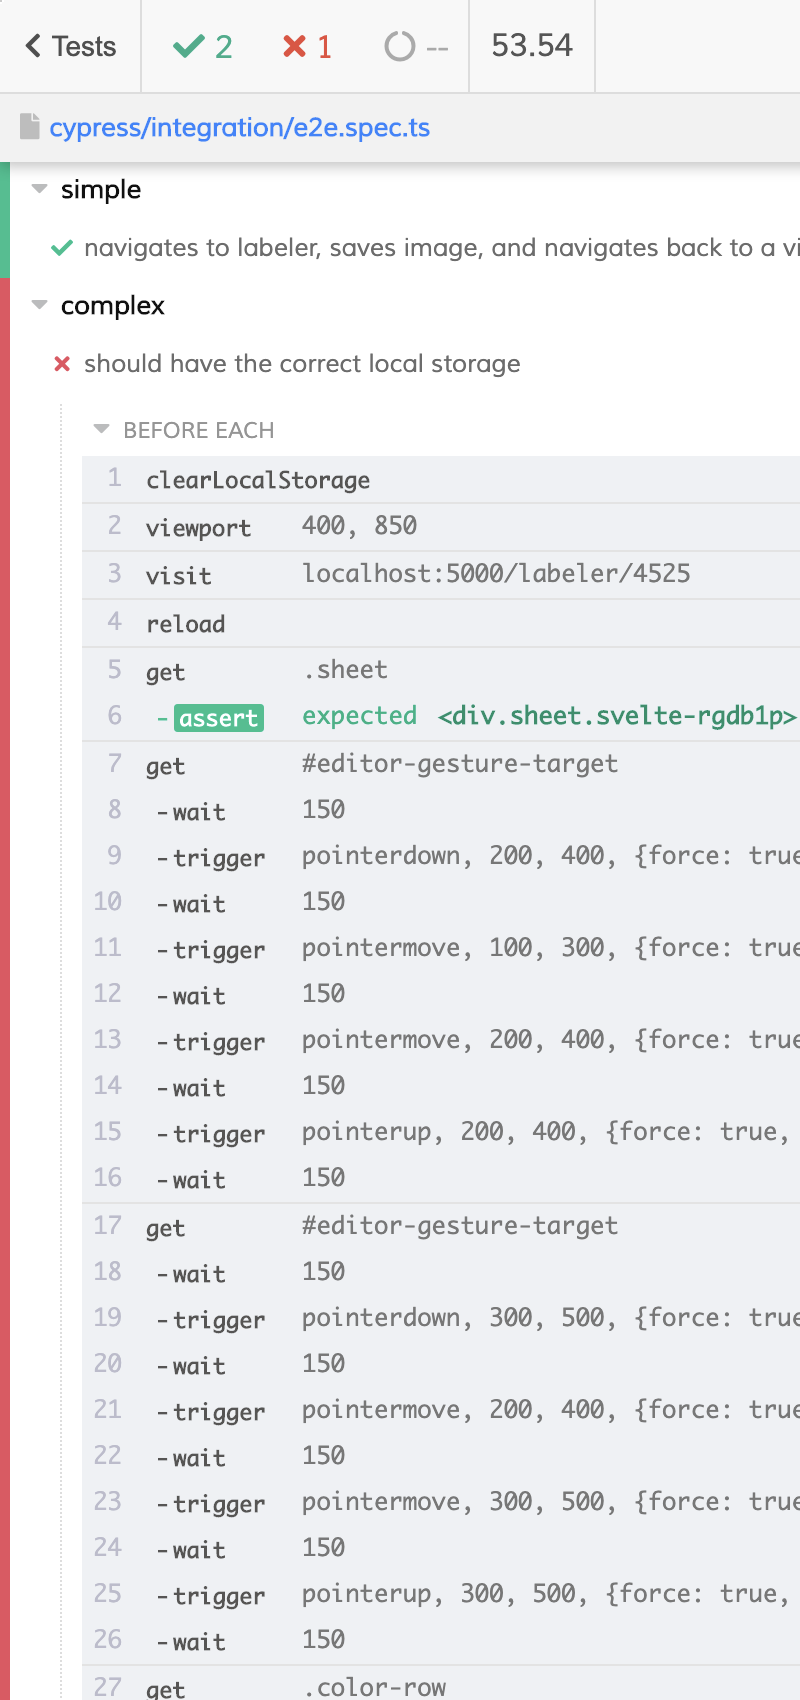 Tests 2 1 -- 53.54
cypress/integration/e2e.spec.ts
simple
navigates to labeler, saves image, and navigates back to a vi
complex
should have the correct local storage
BEFORE EACH
1 clearLocalStorage
2 viewport 400, 850
3 visit localhost:5000/labeler/4525
4 reload
5 get .sheet
6 -assert expected <div.sheet.svelte-rgdb1p>
7 get #editor-gesture-target
8 -wait 150
9 -trigger pointerdown, 200, 400, {force: true
10 -wait 150
11 -trigger pointermove, 100, 300, {force: true
12 -wait 150
13 -trigger pointermove, 200, 400, {force: true
14 -wait 150
15 -trigger pointerup, 200, 400, {force: true,
16 -wait 150
17 get #editor-gesture-target
18 -wait 150
19 -trigger pointerdown, 300, 500, {force: true
20 -wait 150
21 -trigger pointermove, 200, 400, {force: true
22 -wait 150
23 -trigger pointermove, 300, 500, {force: true
24 -wait 150
25 -trigger pointerup, 300, 500, {force: true,
26 -wait 150
27 get .color-row